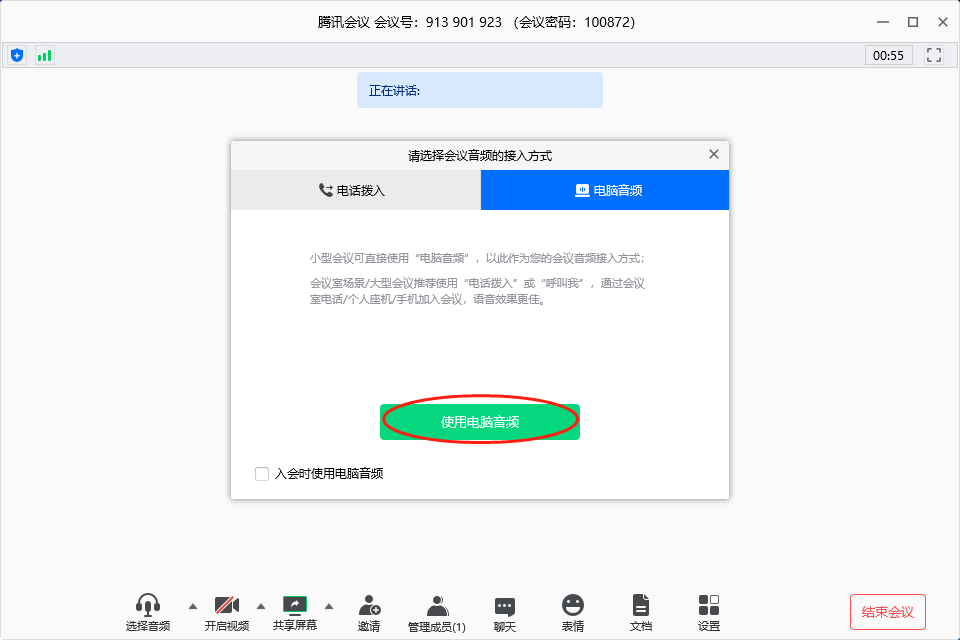 腾讯会议 会议号：913 901 923 （会议密码：100872）
00:55
正在讲话:
请选择会议音频的接入方式
电话拨入
电脑音频
小型会议可直接使用“电脑音频”，以此作为您的会议音频接入方式；
会议室场景/大型会议推荐使用“电话拨入”或“呼叫我”，通过会议
室电话/个人座机/手机加入会议，语音效果更佳。
使用电脑音频
入会时使用电脑音频
选择音频
开启视频
共享屏幕
邀请
管理成员(1)
聊天
表情
文档
设置
结束会议